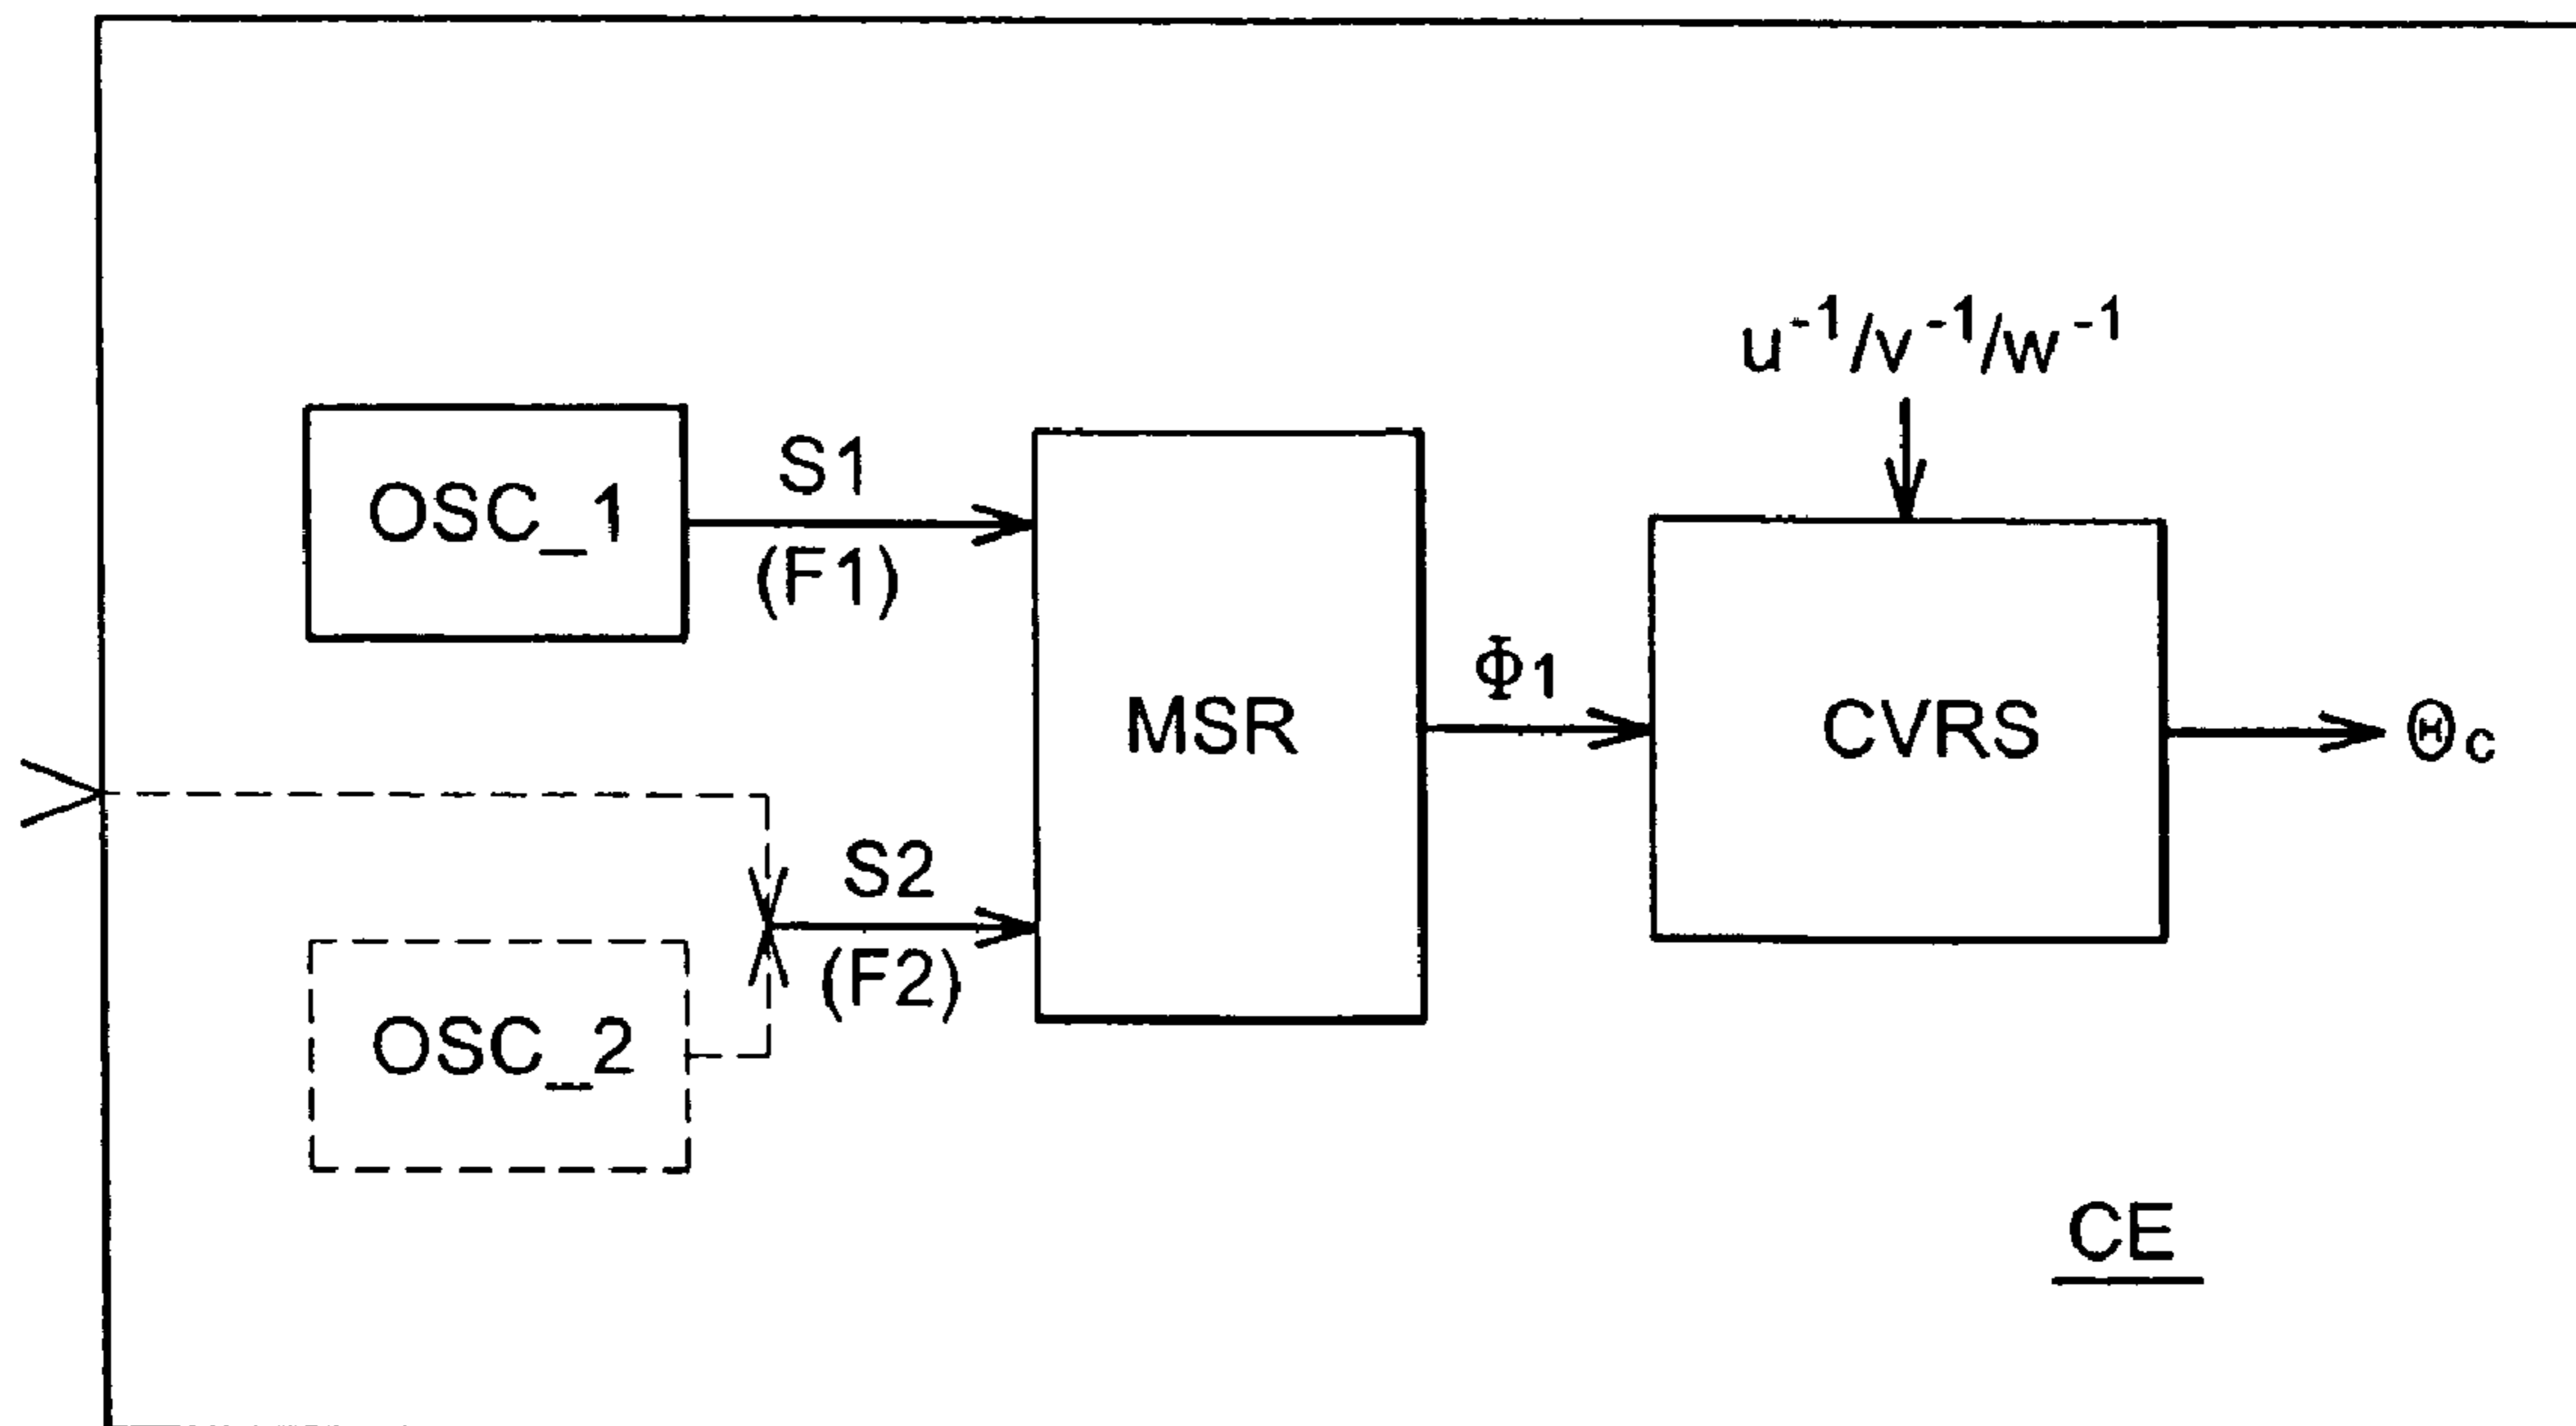 u⁻¹/v⁻¹/w⁻¹
OSC_1
S1
(F1)
MSR
Φ1
CVRS
Θc
S2
(F2)
OSC_2
CE